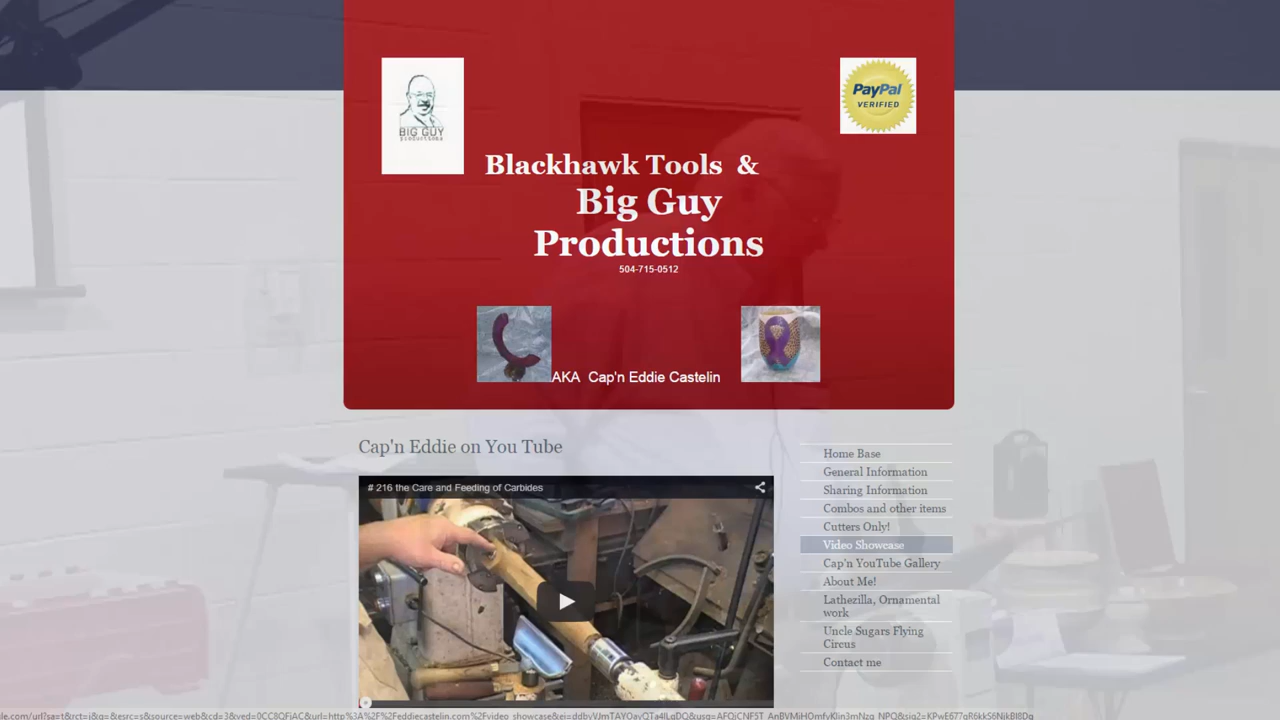 BIG GUY
productions
PayPal
VERIFIED
Blackhawk Tools &
Big Guy
Productions
504-715-0512
AKA Cap'n Eddie Castelin
Cap'n Eddie on You Tube
# 216 the Care and Feeding of Carbides
Home Base
General Information
Sharing Information
Combos and other items
Cutters Only!
Video Showcase
Cap'n YouTube Gallery
About Me!
Lathezilla, Ornamental
work
Uncle Sugars Flying
Circus
Contact me